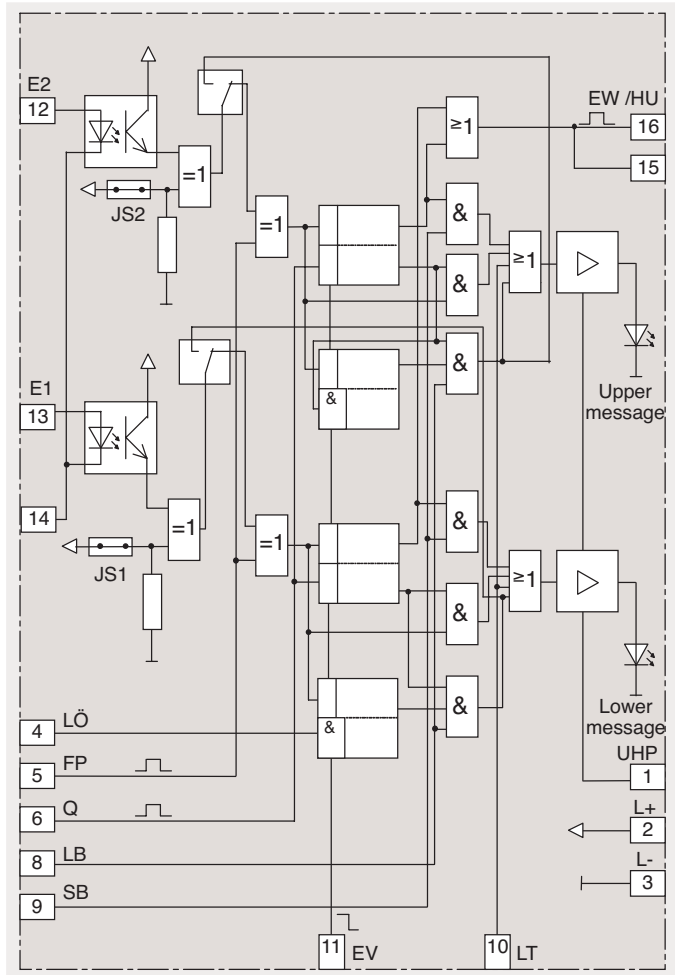 E2
12
EW /HU
16
15
≥1
=1
JS2
=1
&
&
≥1
&
&
Upper
message
E1
13
14
=1
JS1
=1
&
&
≥1
&
&
Lower
message
4 LÖ
5 FP
6 Q
8 LB
9 SB
UHP
1
L+
2
L-
3
11 EV
10 LT